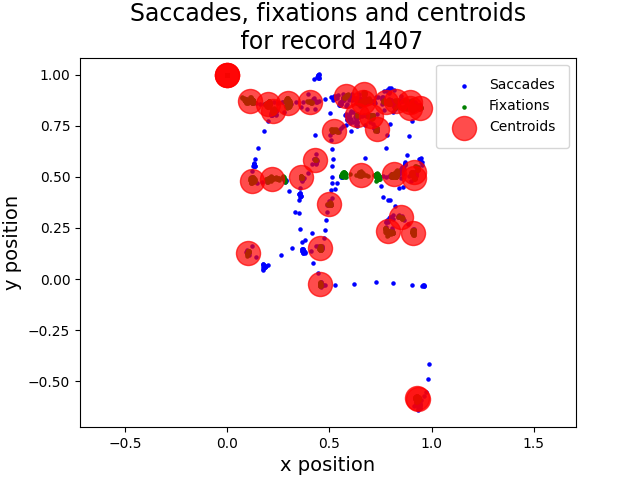 Saccades, fixations and centroids
for record 1407
Saccades
Fixations
Centroids
1.00
0.75
0.50
0.25
0.00
−0.25
−0.50
y position
−0.5
0.0
0.5
1.0
1.5
x position